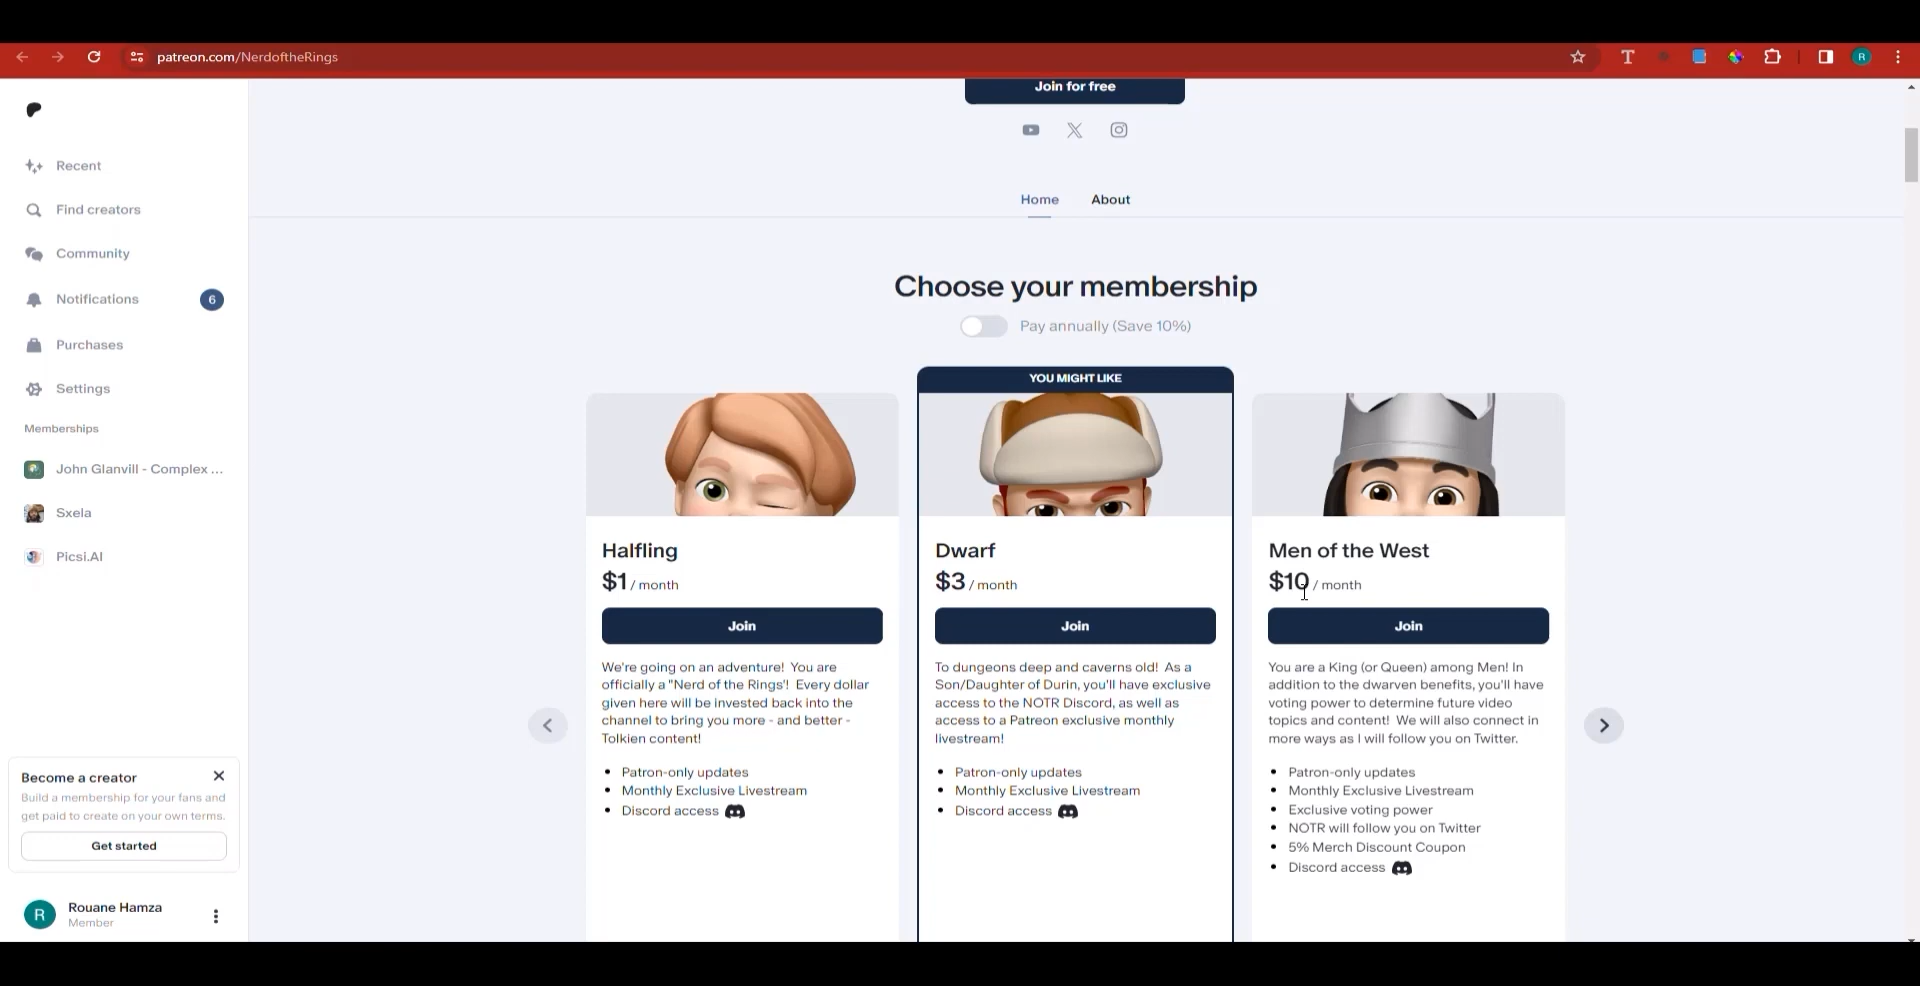 patreon.com/NerdoftheRings
T
R
Join for free
Recent
Find creators
Community
Notifications
6
Purchases
Settings
Memberships
John Glanvill - Complex ...
Sxela
Picsi.AI
Become a creator
Build a membership for your fans and
get paid to create on your own terms.
Get started
R
Rouane Hamza
Member
Home
About
Choose your membership
Pay annually (Save 10%)
Halfling
$1 / month
Join
We're going on an adventure! You are
officially a "Nerd of the Rings'! Every dollar
given here will be invested back into the
channel to bring you more - and better -
Tolkien content!
• Patron-only updates
• Monthly Exclusive Livestream
• Discord access
YOU MIGHT LIKE
Dwarf
$3 / month
Join
To dungeons deep and caverns old! As a
Son/Daughter of Durin, you'll have exclusive
access to the NOTR Discord, as well as
access to a Patreon exclusive monthly
livestream!
• Patron-only updates
• Monthly Exclusive Livestream
• Discord access
Men of the West
$10 / month
Join
You are a King (or Queen) among Men! In
addition to the dwarven benefits, you'll have
voting power to determine future video
topics and content! We will also connect in
more ways as I will follow you on Twitter.
• Patron-only updates
• Monthly Exclusive Livestream
• Exclusive voting power
• NOTR will follow you on Twitter
• 5% Merch Discount Coupon
• Discord access